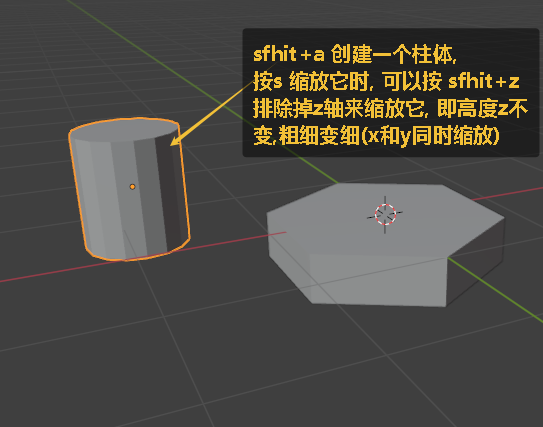 sfhit+a 创建一个柱体,
按s 缩放它时, 可以按 sfhit+z
排除掉z轴来缩放它, 即高度z不
变,粗细变细(x和y同时缩放)